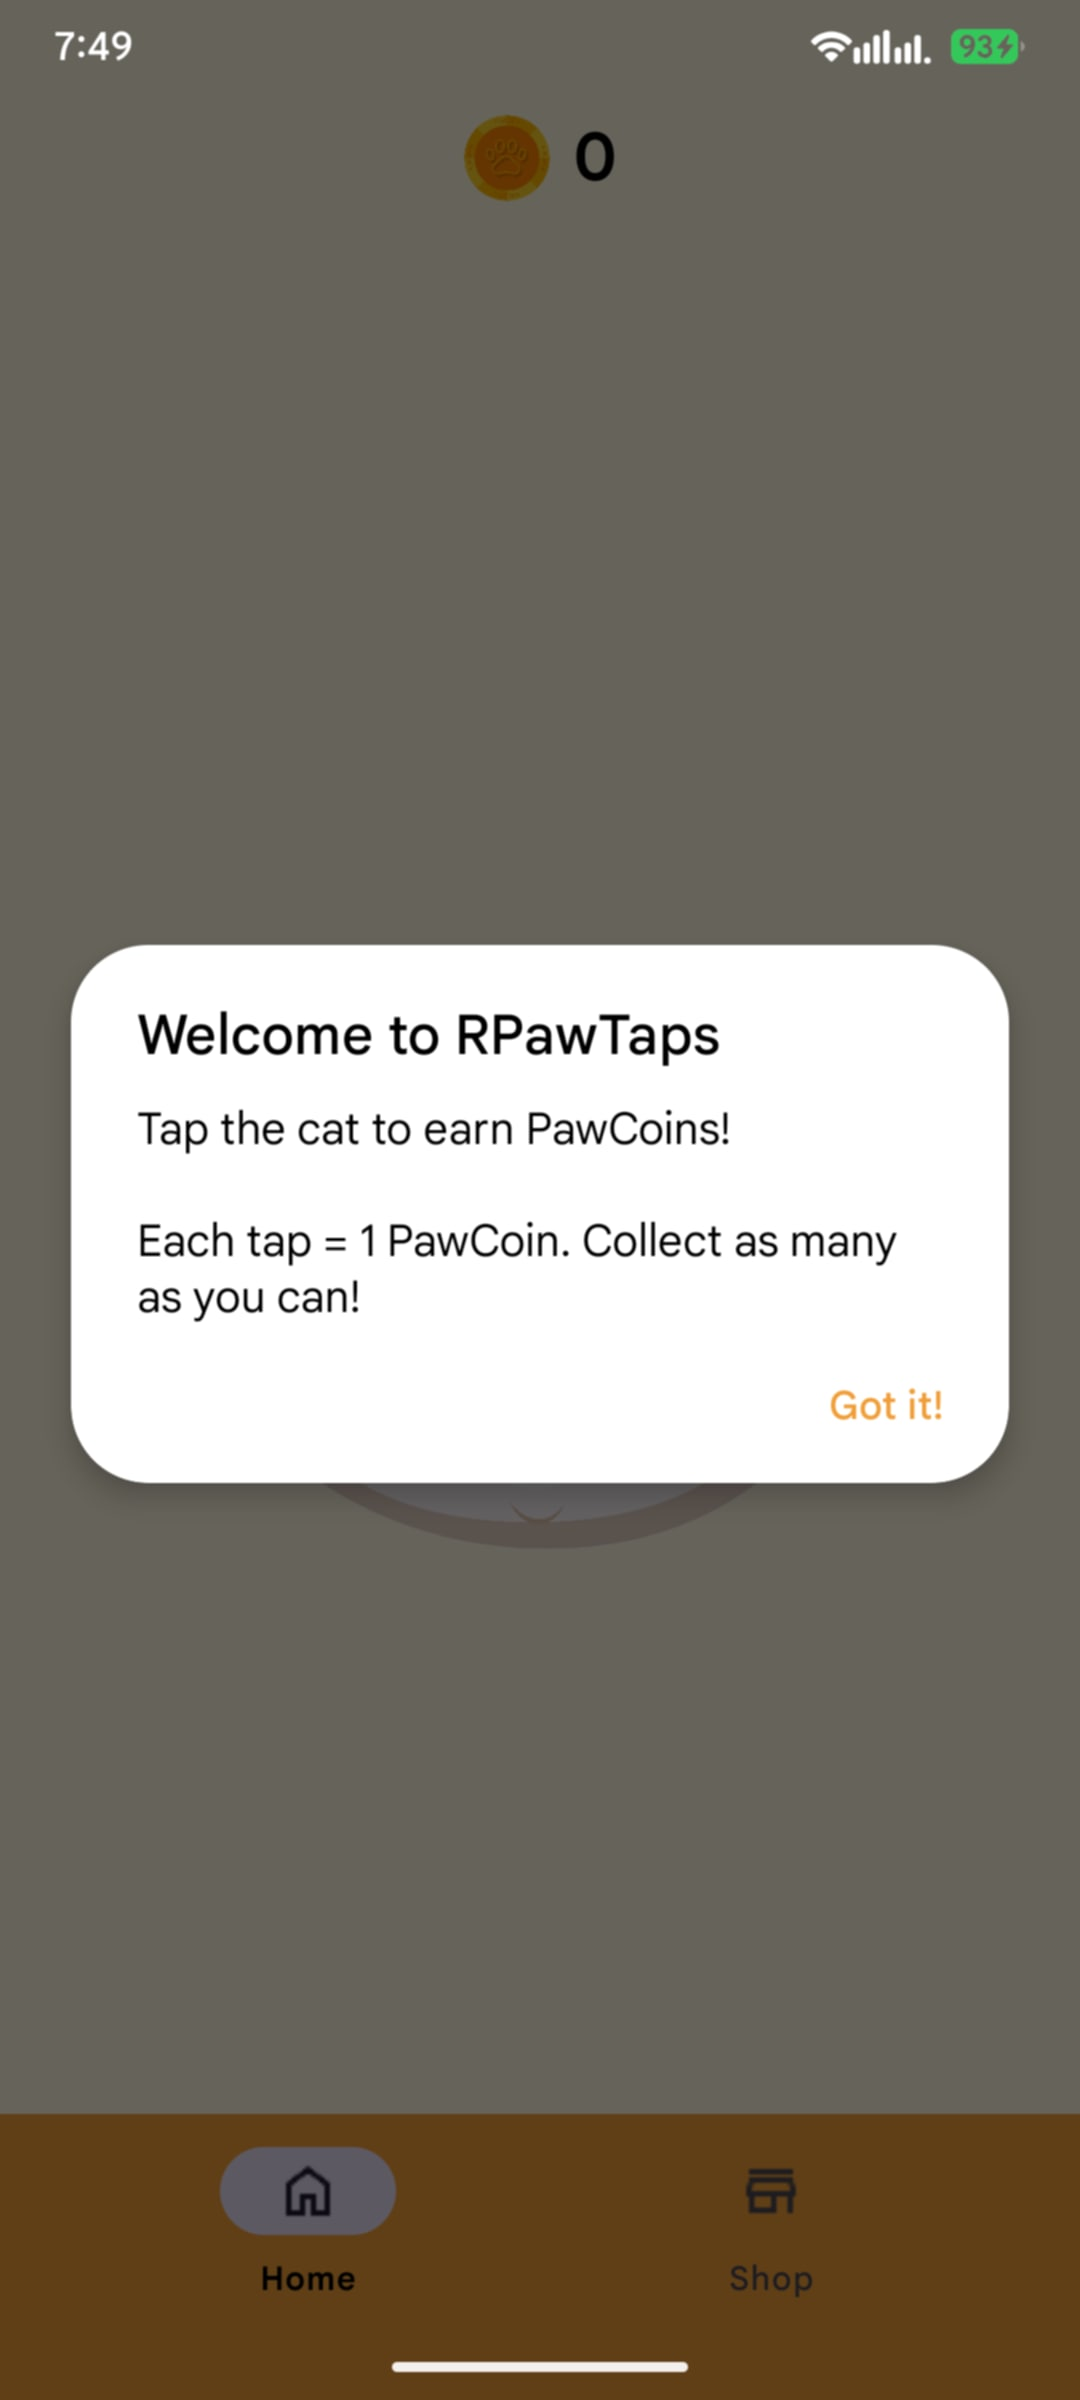 7:49
93
0
Welcome to RPawTaps
Tap the cat to earn PawCoins!
Each tap = 1 PawCoin. Collect as many
as you can!
Got it!
Home
Shop